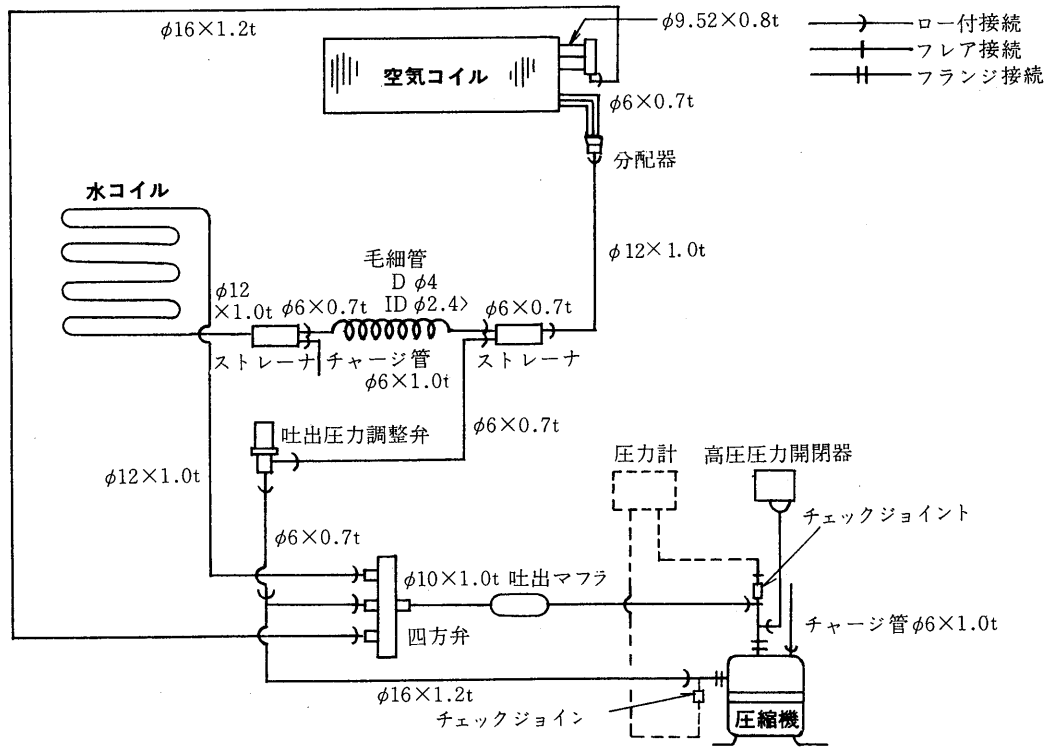 φ16×1.2t
φ9.52×0.8t
ロー付接続
フレア接続
フランジ接続
空気コイル
φ6×0.7t
分配器
水コイル
φ12×1.0t
毛細管
D φ4
ID φ2.4>
φ12
×1.0t
φ6×0.7t
φ6×0.7t
ストレーナ
チャージ管
φ6×1.0t
ストレーナ
吐出圧力調整弁
φ6×0.7t
圧力計
高圧圧力開閉器
φ12×1.0t
チェックジョイント
φ6×0.7t
φ10×1.0t
吐出マフラ
四方弁
チャージ管φ6×1.0t
φ16×1.2t
チェックジョイン
圧縮機